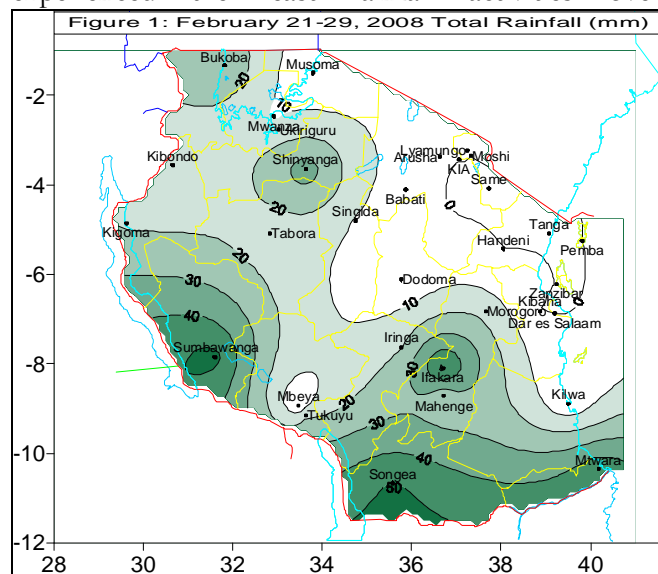 Figure 1: February 21-29, 2008 Total Rainfall (mm)
Bukoba
Musoma
20
-2
10
Mwanza
Ukiriguru
Lyamungo
Kibondo
Shinyanga
Arusha
Moshi
KIA
-4
Same
Babati
0
20
Singida
Kigoma
Tabora
Tanga
Handeni
Pemba
20
-6
30
Dodoma
Zanzibar
10
Kibaha
0
Morogoro
40
Dar es Salaam
Iringa
Sumbawanga
-8
20
Ifakara
Mbeya
Mahenge
Kilwa
20
Tukuyu
30
-10
40
Mtwara
Songea
50
-12
28
30
32
34
36
38
40